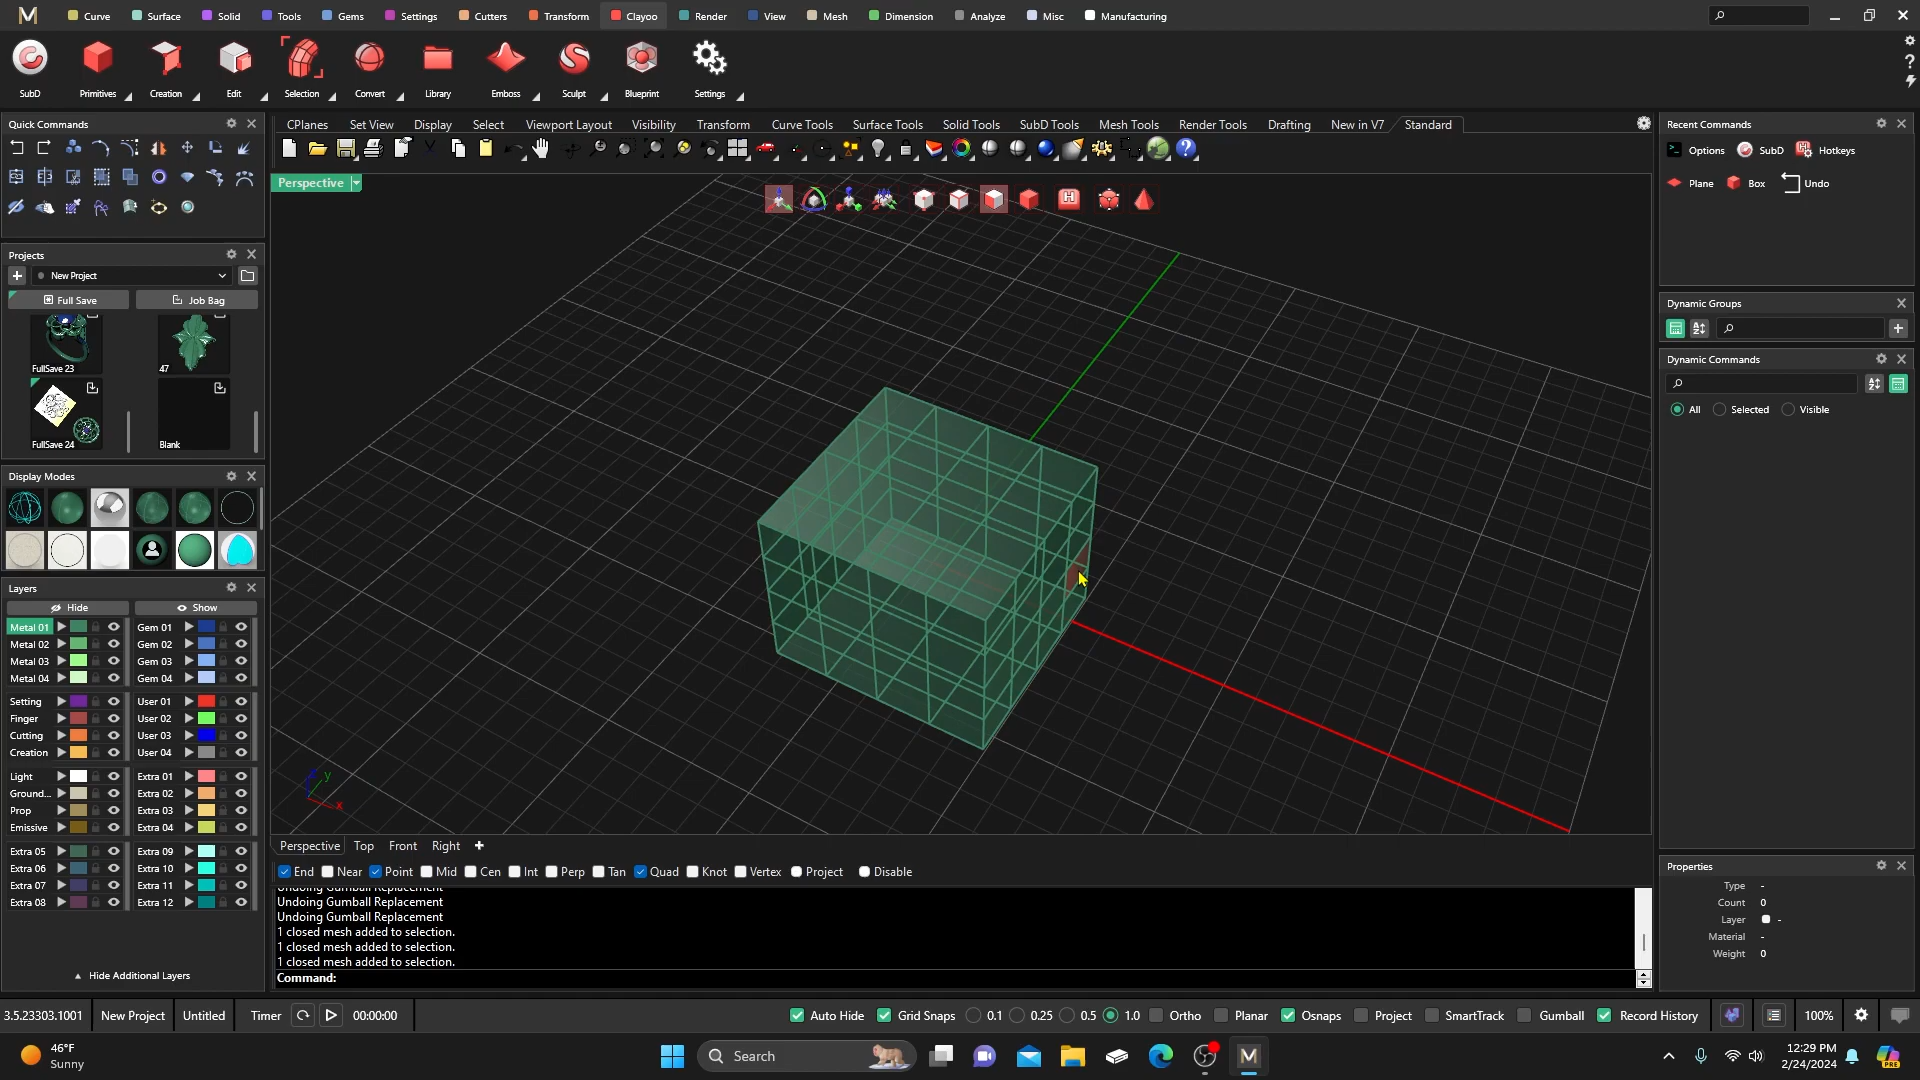 Curve Surface Solid Tools Gems Settings Cutters Transform Clayoo Render View Mesh Dimension Analyze Misc Manufacturing
SubD Primitives Creation Edit Selection Convert Library Emboss Sculpt Blueprint Settings
Quick Commands
CPlanes Set View Display Select Viewport Layout Visibility Transform Curve Tools Surface Tools Solid Tools SubD Tools Mesh Tools Render Tools Drafting New in V7 Standard
Perspective
Projects
New Project
Full Save Job Bag
FullSave 23 47
FullSave 24 Blank
Display Modes
Layers
Hide Show
Metal 01 Gem 01
Metal 02 Gem 02
Metal 03 Gem 03
Metal 04 Gem 04
Setting User 01
Finger User 02
Cutting User 03
Creation User 04
Light Extra 01
Ground... Extra 02
Prop Extra 03
Emissive Extra 04
Extra 05 Extra 09
Extra 06 Extra 10
Extra 07 Extra 11
Extra 08 Extra 12
Hide Additional Layers
z y
x
Perspective Top Front Right
End Near Point Mid Cen Int Perp Tan Quad Knot Vertex Project Disable
Undoing Gumball Replacement
Undoing Gumball Replacement
Undoing Gumball Replacement
1 closed mesh added to selection.
1 closed mesh added to selection.
1 closed mesh added to selection.
Command:
Recent Commands
Options SubD Hotkeys
Plane Box Undo
Dynamic Groups
Dynamic Commands
All Selected Visible
Properties
Type -
Count 0
Layer -
Material -
Weight 0
3.5.23303.1001 New Project Untitled Timer 00:00:00 Auto Hide Grid Snaps 0.1 0.25 0.5 1.0 Ortho Planar Osnaps Project SmartTrack Gumball Record History 100%
46°F
Sunny
Search
12:29 PM
2/24/2024
PRE